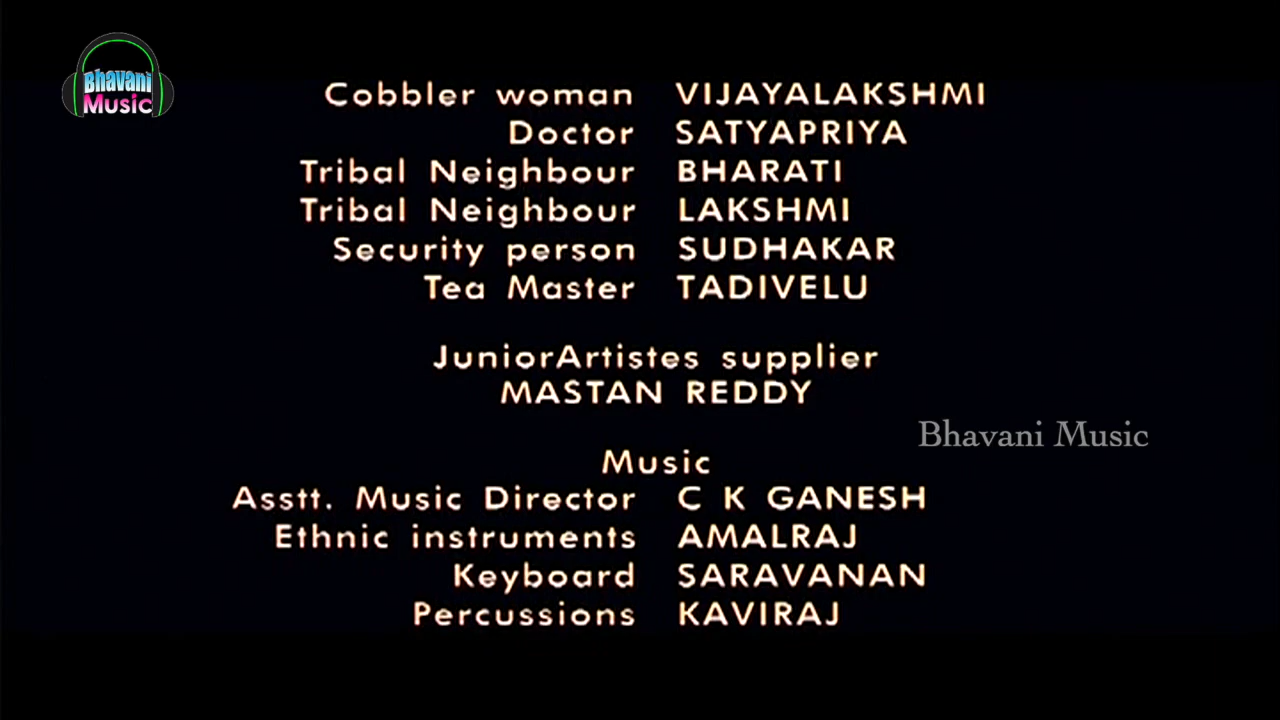 Bhavani
Music
Cobbler woman VIJAYALAKSHMI
Doctor SATYAPRIYA
Tribal Neighbour BHARATI
Tribal Neighbour LAKSHMI
Security person SUDHAKAR
Tea Master TADIVELU
JuniorArtistes supplier
MASTAN REDDY
Bhavani Music
Music
Asstt. Music Director C K GANESH
Ethnic instruments AMALRAJ
Keyboard SARAVANAN
Percussions KAVIRAJ